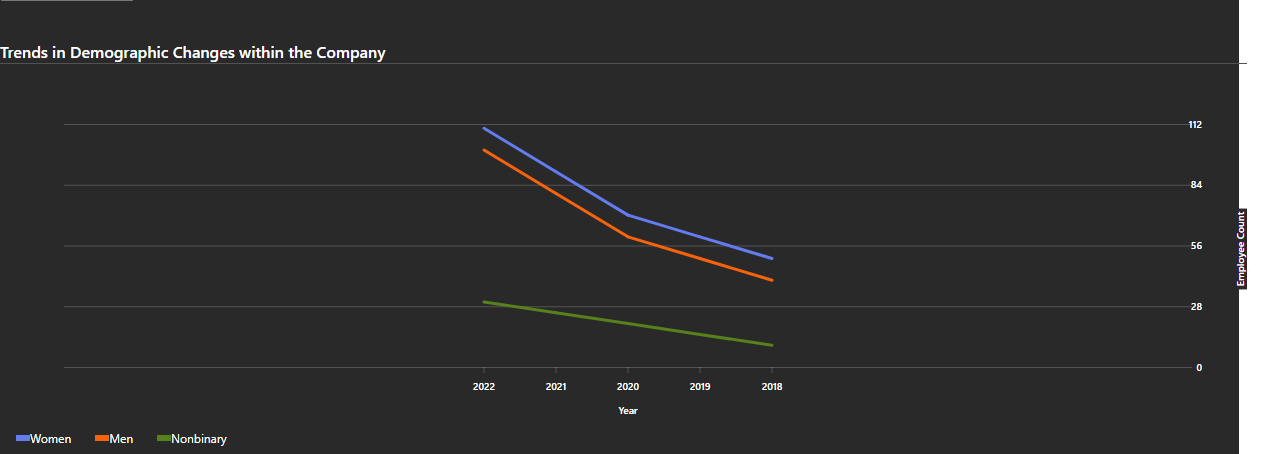 Trends in Demographic Changes within the Company
112
84
56
28
0
Employee Count
2022 2021 2020 2019 2018
Year
Women Men Nonbinary